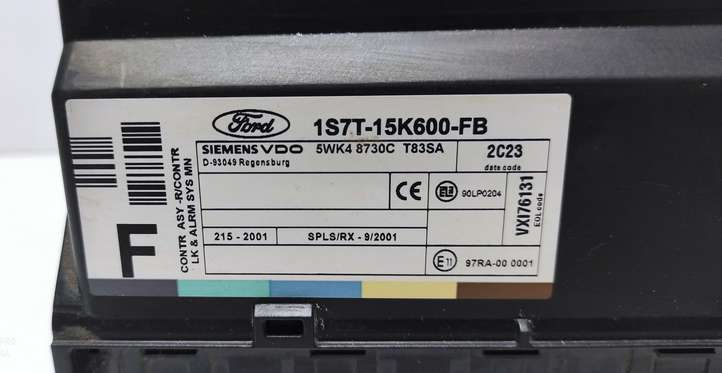 Ford
1S7T-15K600-FB
SIEMENS VDO 5WK4 8730C T83SA
D-93049 Regensburg
2C23
date code
CE
90LP0204
215 - 2001
SPLS/RX - 9/2001
E11
97RA-00 0001
VXI76131
EOL code
CONTR ASY -R/CONTR
LK & ALRM SYS MN
F